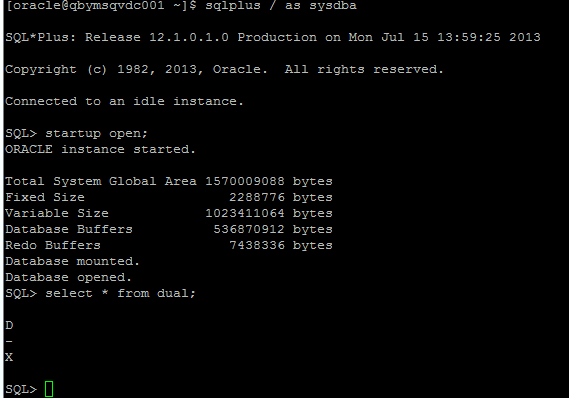 [oracle@qbymsqvdc001 ~]$ sqlplus / as sysdba
SQL*Plus: Release 12.1.0.1.0 Production on Mon Jul 15 13:59:25 2013
Copyright (c) 1982, 2013, Oracle.  All rights reserved.
Connected to an idle instance.
SQL> startup open;
ORACLE instance started.
Total System Global Area 1570009088 bytes
Fixed Size                  2288776 bytes
Variable Size            1023411064 bytes
Database Buffers          536870912 bytes
Redo Buffers                7438336 bytes
Database mounted.
Database opened.
SQL> select * from dual;
D
-
X
SQL>